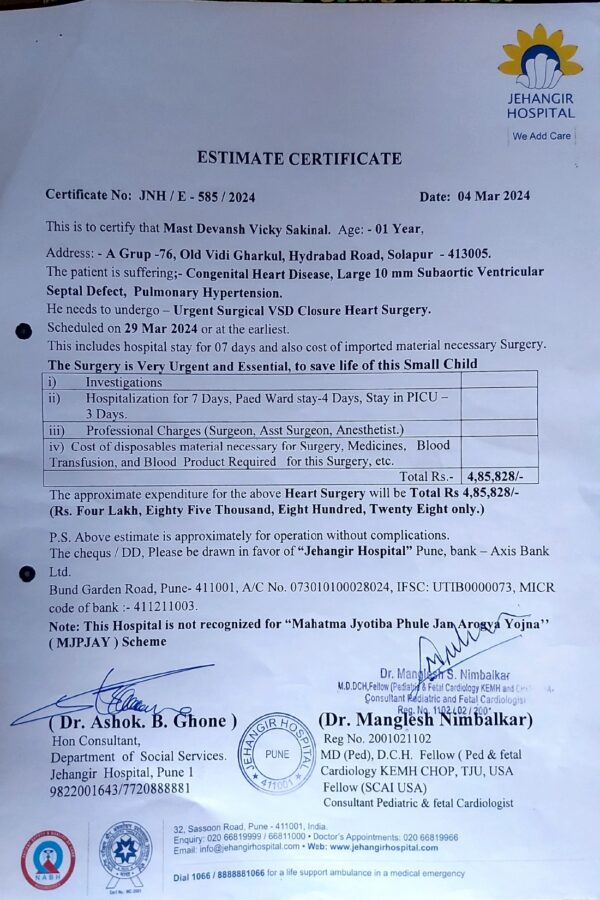 JEHANGIR
HOSPITAL
We Add Care
ESTIMATE CERTIFICATE
Certificate No: JNH / E - 585 / 2024 Date: 04 Mar 2024
This is to certify that Mast Devansh Vicky Sakinal. Age: - 01 Year,
Address: - A Grup -76, Old Vidi Gharkul, Hydrabad Road, Solapur - 413005.
The patient is suffering;- Congenital Heart Disease, Large 10 mm Subaortic Ventricular
Septal Defect, Pulmonary Hypertension.
He needs to undergo – Urgent Surgical VSD Closure Heart Surgery.
Scheduled on 29 Mar 2024 or at the earliest.
This includes hospital stay for 07 days and also cost of imported material necessary Surgery.
The Surgery is Very Urgent and Essential, to save life of this Small Child
i) Investigations
ii) Hospitalization for 7 Days, Paed Ward stay-4 Days, Stay in PICU –
3 Days.
iii) Professional Charges (Surgeon, Asst Surgeon, Anesthetist.)
iv) Cost of disposables material necessary for Surgery, Medicines, Blood
Transfusion, and Blood Product Required for this Surgery, etc.
Total Rs.- 4,85,828/-
The approximate expenditure for the above Heart Surgery will be Total Rs 4,85,828/-
(Rs. Four Lakh, Eighty Five Thousand, Eight Hundred, Twenty Eight only.)
P.S. Above estimate is approximately for operation without complications.
The chequs / DD, Please be drawn in favor of “Jehangir Hospital” Pune, bank – Axis Bank
Ltd.
Bund Garden Road, Pune- 411001, A/C No. 073010100028024, IFSC: UTIB0000073, MICR
code of bank :- 411211003.
Note: This Hospital is not recognized for “Mahatma Jyotiba Phule Jan Arogya Yojna’’
( MJPJAY ) Scheme
Dr. Manglesh S. Nimbalkar
M.D.DCH,Fellow (Pediatric & Fetal Cardiology KEMH and
Consultant Pediatric and Fetal Cardiologist
Reg. No. 1102 / 02 / 2001
( Dr. Ashok. B. Ghone ) (Dr. Manglesh Nimbalkar)
Hon Consultant,
Department of Social Services.
Jehangir Hospital, Pune 1
9822001643/7720888881
JEHANGIR HOSPITAL
PUNE
411001
Reg No. 2001021102
MD (Ped), D.C.H. Fellow ( Ped & fetal
Cardiology KEMH CHOP, TJU, USA
Fellow (SCAI USA)
Consultant Pediatric & fetal Cardiologist
NABH
32, Sassoon Road, Pune - 411001, India.
Enquiry: 020 66819999 / 66811000 • Doctor's Appointments: 020 66819966
Email: info@jehangirhospital.com • Web: www.jehangirhospital.com
Dial 1066 / 8888881066 for a life support ambulance in a medical emergency